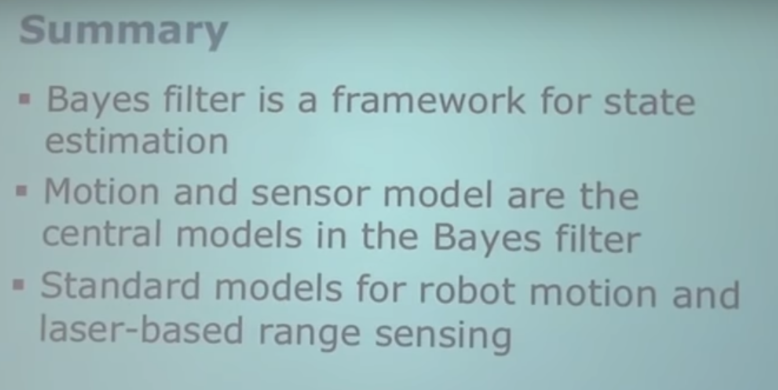 Summary
▪ Bayes filter is a framework for state
estimation
▪ Motion and sensor model are the
central models in the Bayes filter
▪ Standard models for robot motion and
laser-based range sensing